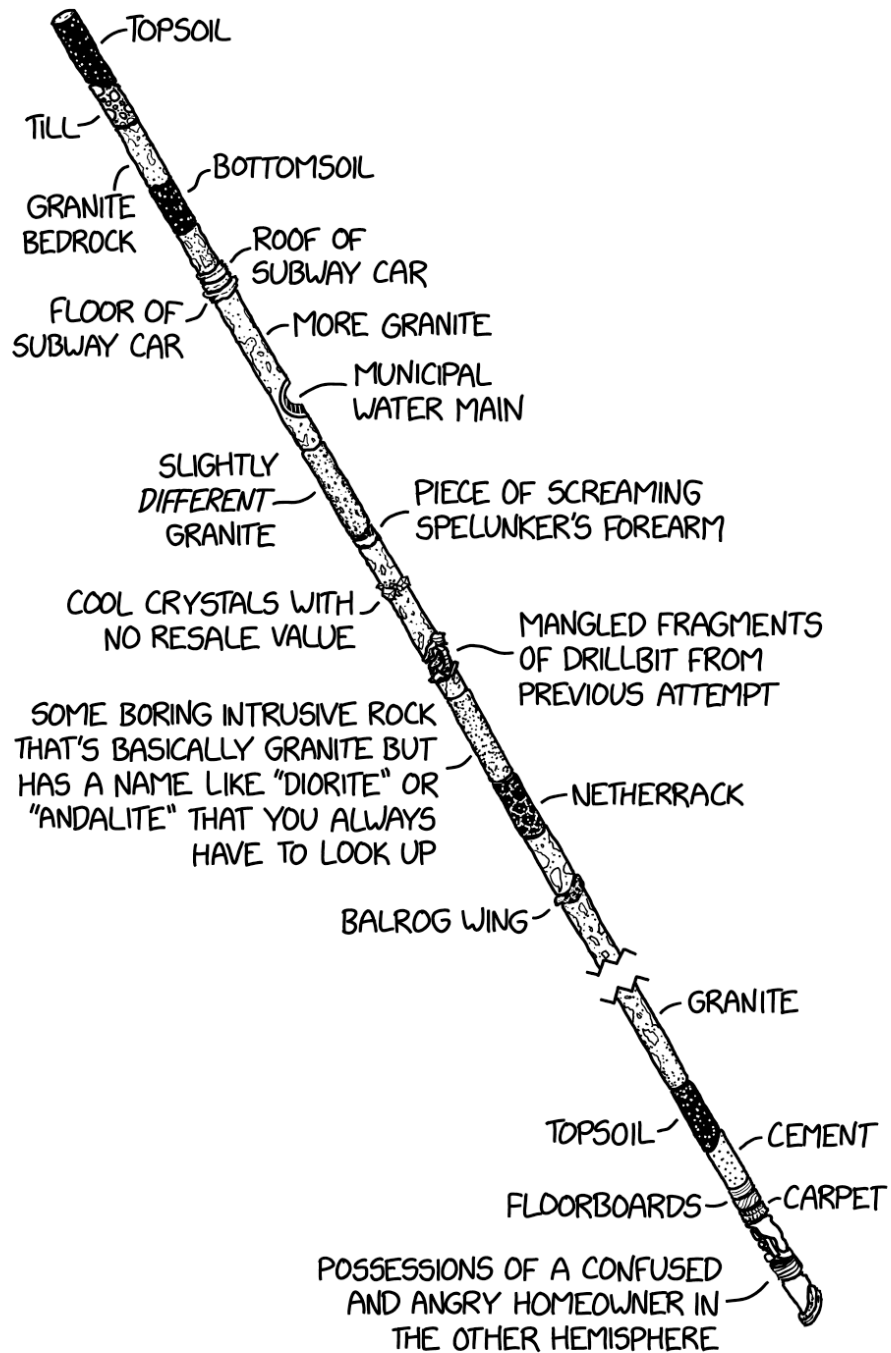 TOPSOIL
TILL
BOTTOMSOIL
GRANITE
BEDROCK
ROOF OF
SUBWAY CAR
FLOOR OF
SUBWAY CAR
MORE GRANITE
MUNICIPAL
WATER MAIN
SLIGHTLY
DIFFERENT
GRANITE
PIECE OF SCREAMING
SPELUNKER'S FOREARM
COOL CRYSTALS WITH
NO RESALE VALUE
MANGLED FRAGMENTS
OF DRILLBIT FROM
PREVIOUS ATTEMPT
SOME BORING INTRUSIVE ROCK
THAT'S BASICALLY GRANITE BUT
HAS A NAME LIKE "DIORITE" OR
"ANDALITE" THAT YOU ALWAYS
HAVE TO LOOK UP
NETHERRACK
BALROG WING
GRANITE
TOPSOIL
CEMENT
FLOORBOARDS
CARPET
POSSESSIONS OF A CONFUSED
AND ANGRY HOMEOWNER IN
THE OTHER HEMISPHERE